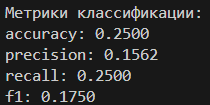 Метрики классификации:
accuracy: 0.2500
precision: 0.1562
recall: 0.2500
f1: 0.1750